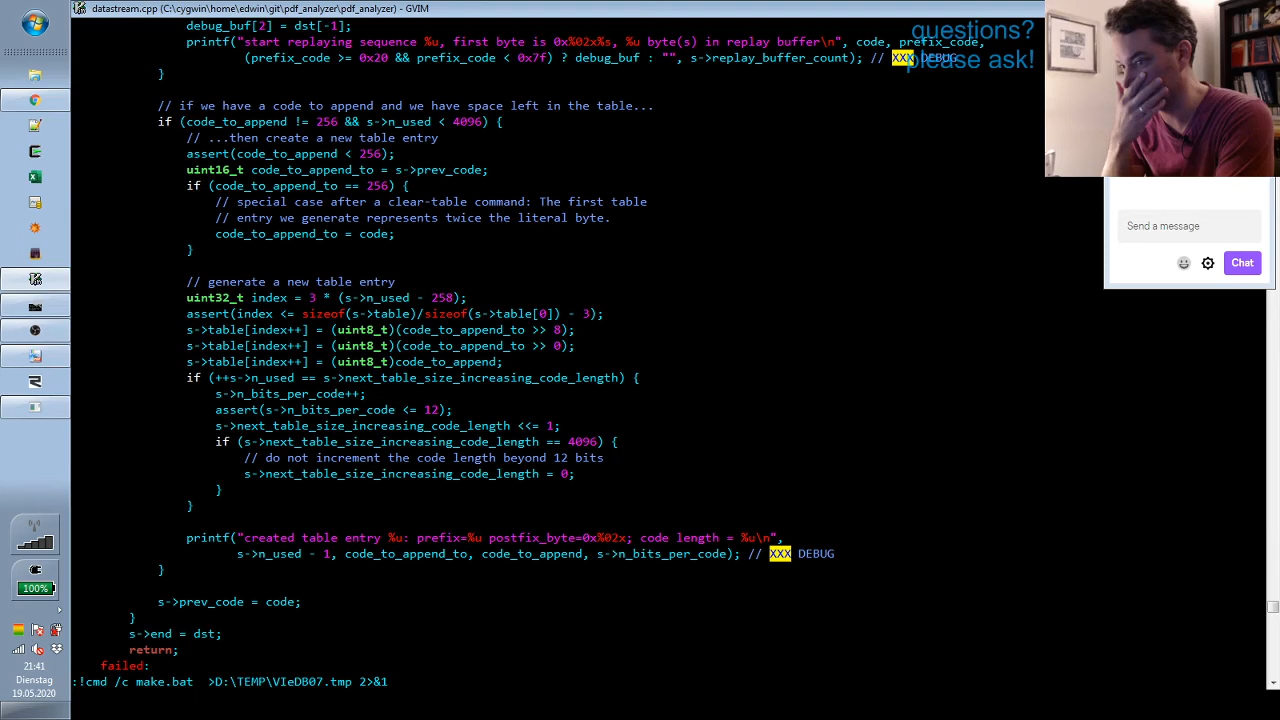 datastream.cpp (C:\cygwin\home\edwin\git\pdf_analyzer\pdf_analyzer) - GVIM
debug_buf[2] = dst[-1];
printf("start replaying sequence %u, first byte is 0x%02x%s, %u byte(s) in replay buffer\n", code, prefix_code,
(prefix_code >= 0x20 && prefix_code < 0x7f) ? debug_buf : "", s->replay_buffer_count); // XXX DEBUG
}
questions?
please ask!
// if we have a code to append and we have space left in the table...
if (code_to_append != 256 && s->n_used < 4096) {
// ...then create a new table entry
assert(code_to_append < 256);
uint16_t code_to_append_to = s->prev_code;
if (code_to_append_to == 256) {
// special case after a clear-table command: The first table
// entry we generate represents twice the literal byte.
code_to_append_to = code;
}
// generate a new table entry
uint32_t index = 3 * (s->n_used - 258);
assert(index <= sizeof(s->table)/sizeof(s->table[0]) - 3);
s->table[index++] = (uint8_t)(code_to_append_to >> 8);
s->table[index++] = (uint8_t)(code_to_append_to >> 0);
s->table[index++] = (uint8_t)code_to_append;
if (++s->n_used == s->next_table_size_increasing_code_length) {
s->n_bits_per_code++;
assert(s->n_bits_per_code <= 12);
s->next_table_size_increasing_code_length <<= 1;
if (s->next_table_size_increasing_code_length == 4096) {
// do not increment the code length beyond 12 bits
s->next_table_size_increasing_code_length = 0;
}
}
printf("created table entry %u: prefix=%u postfix_byte=0x%02x; code length = %u\n",
s->n_used - 1, code_to_append_to, code_to_append, s->n_bits_per_code); // XXX DEBUG
}
s->prev_code = code;
}
s->end = dst;
return;
failed:
:!cmd /c make.bat >D:\TEMP\VIeDB07.tmp 2>&1
Send a message
Chat
100%
21:41
Dienstag
19.05.2020